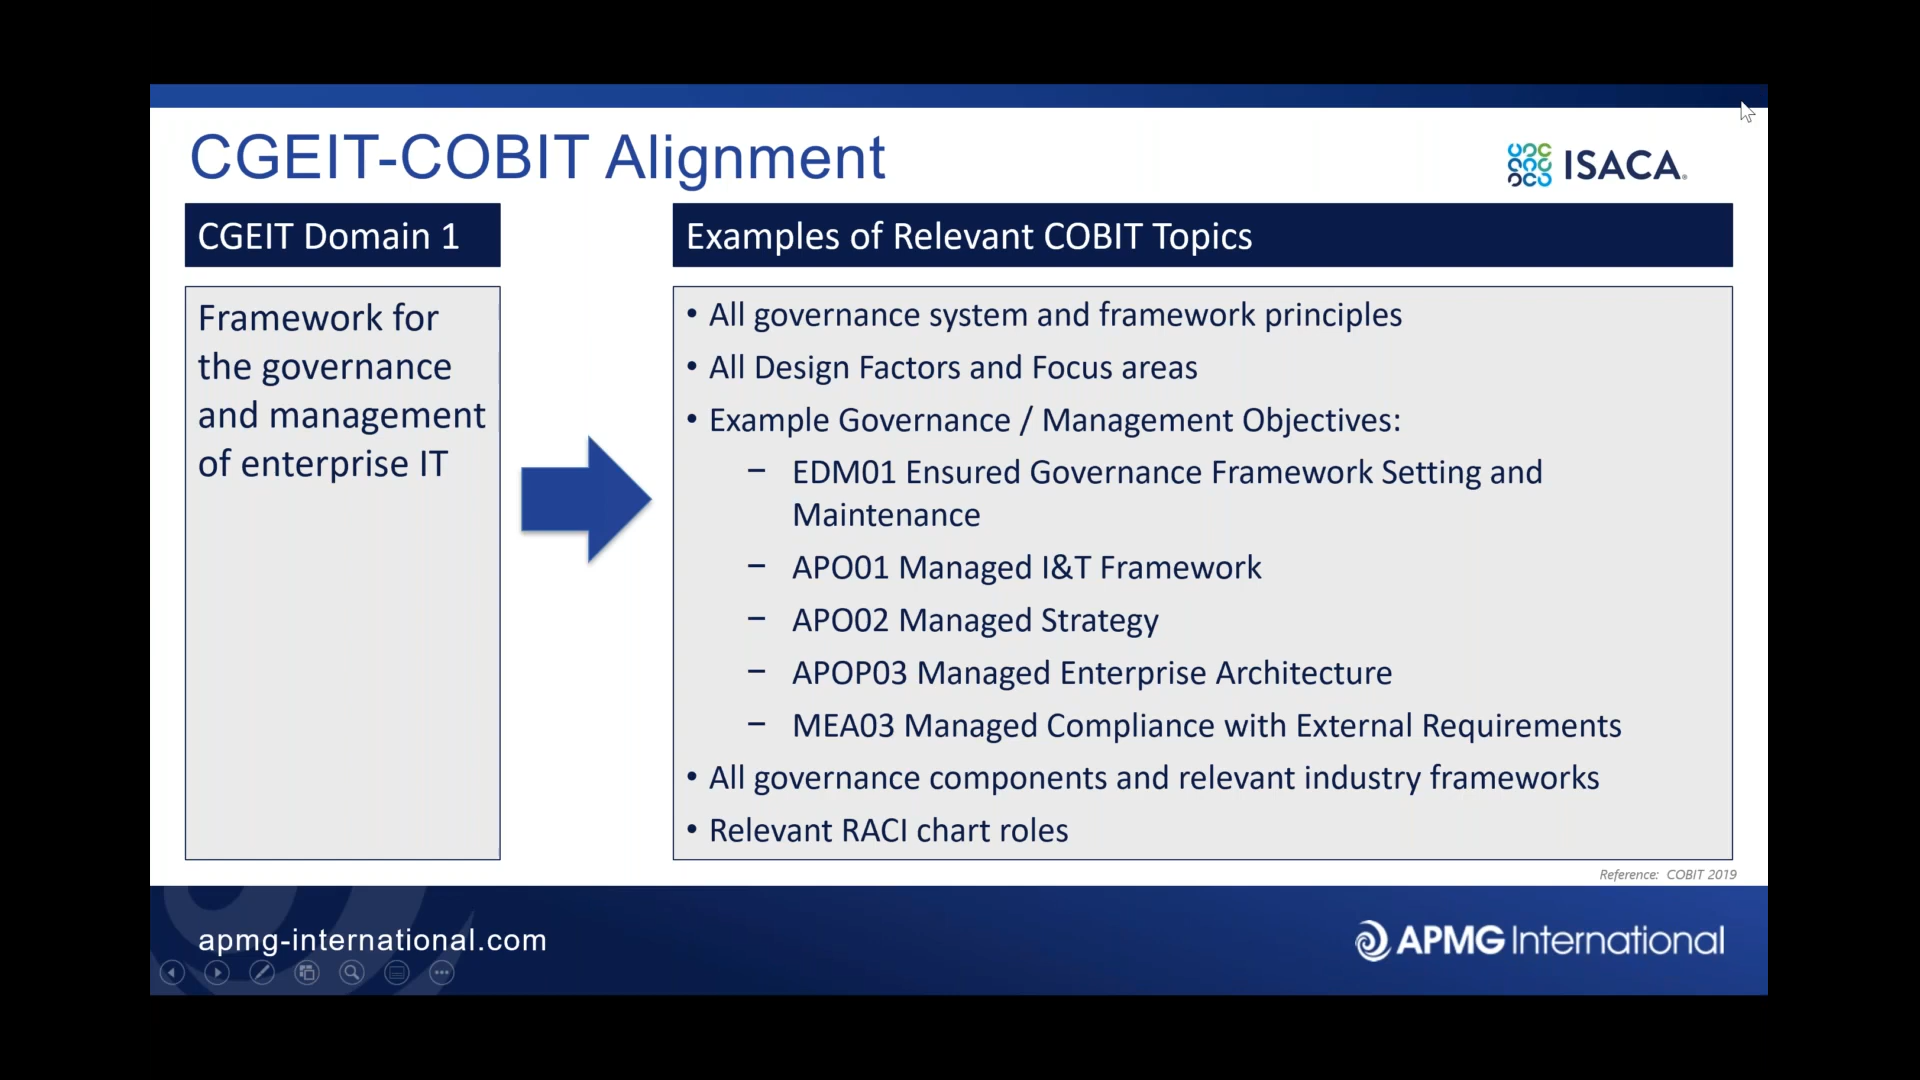 CGEIT-COBIT Alignment
ISACA®
CGEIT Domain 1
Framework for
the governance
and management
of enterprise IT
Examples of Relevant COBIT Topics
• All governance system and framework principles
• All Design Factors and Focus areas
• Example Governance / Management Objectives:
– EDM01 Ensured Governance Framework Setting and
Maintenance
– APO01 Managed I&T Framework
– APO02 Managed Strategy
– APOP03 Managed Enterprise Architecture
– MEA03 Managed Compliance with External Requirements
• All governance components and relevant industry frameworks
• Relevant RACI chart roles
Reference: COBIT 2019
apmg-international.com
APMG International